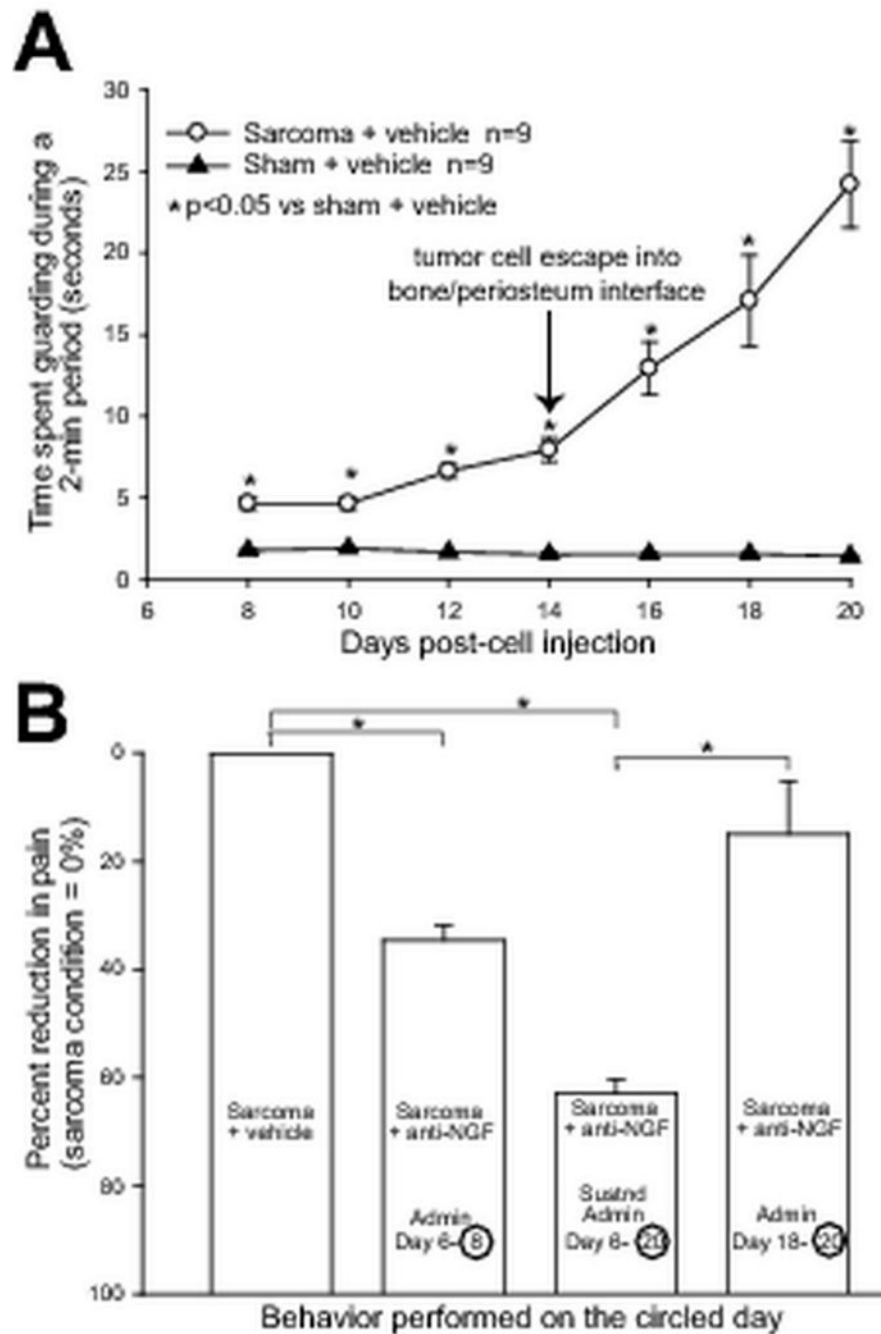 A
30
25
20
15
10
5
0
Time spent guarding during a
2-min period (seconds)
Sarcoma + vehicle n=9
Sham + vehicle n=9
*p<0.05 vs sham + vehicle
tumor cell escape into
bone/periosteum interface
* * * * * * *
6 8 10 12 14 16 18 20
Days post-cell injection
B
* * *
0
20
40
60
80
100
Percent reduction in pain
(sarcoma condition = 0%)
Sarcoma
+ vehicle
Sarcoma
+ anti-NGF
Admin
Day 6-8
Sarcoma
+ anti-NGF
Sustnd
Admin
Day 6-20
Sarcoma
+ anti-NGF
Admin
Day 18-20
Behavior performed on the circled day